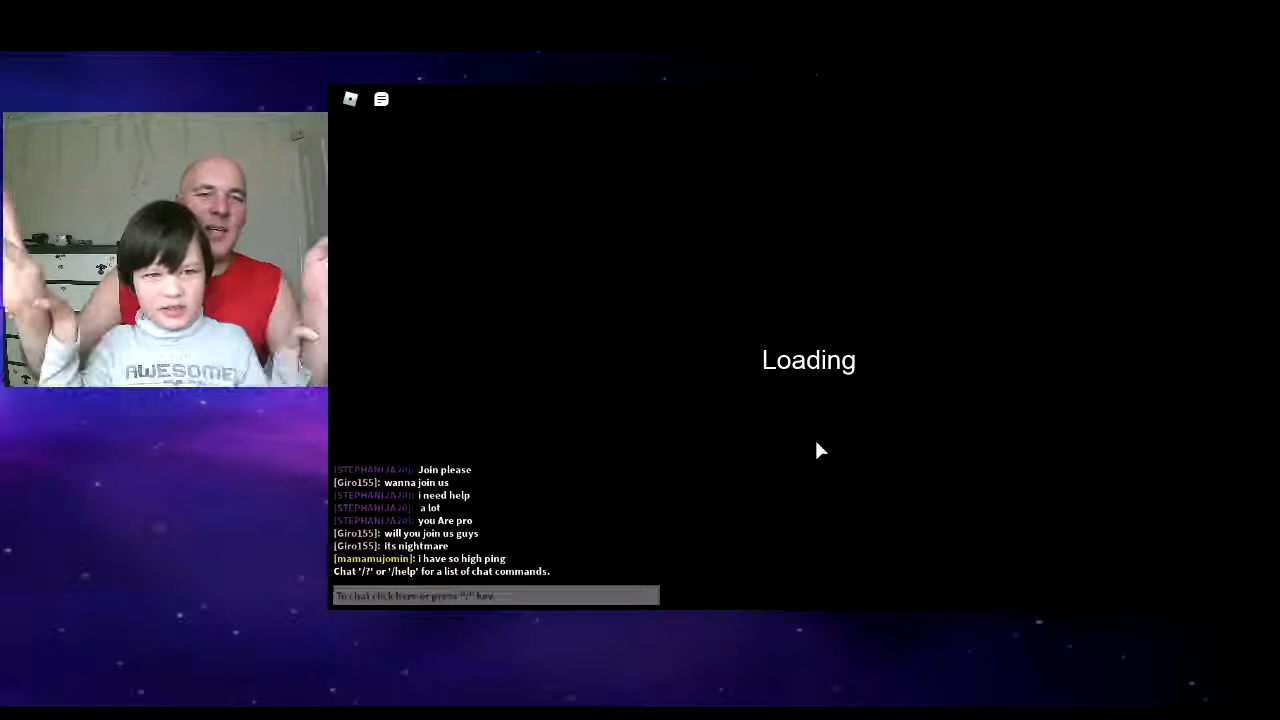 AWESOME
Loading
[STEPHANIJA20]: Join please
[Giro155]: wanna join us
[STEPHANIJA20]: i need help
[STEPHANIJA20]: a lot
[STEPHANIJA20]: you Are pro
[Giro155]: will you join us guys
[Giro155]: its nightmare
[mamamujomin]: i have so high ping
Chat '/?' or '/help' for a list of chat commands.
To chat click here or press "/" key